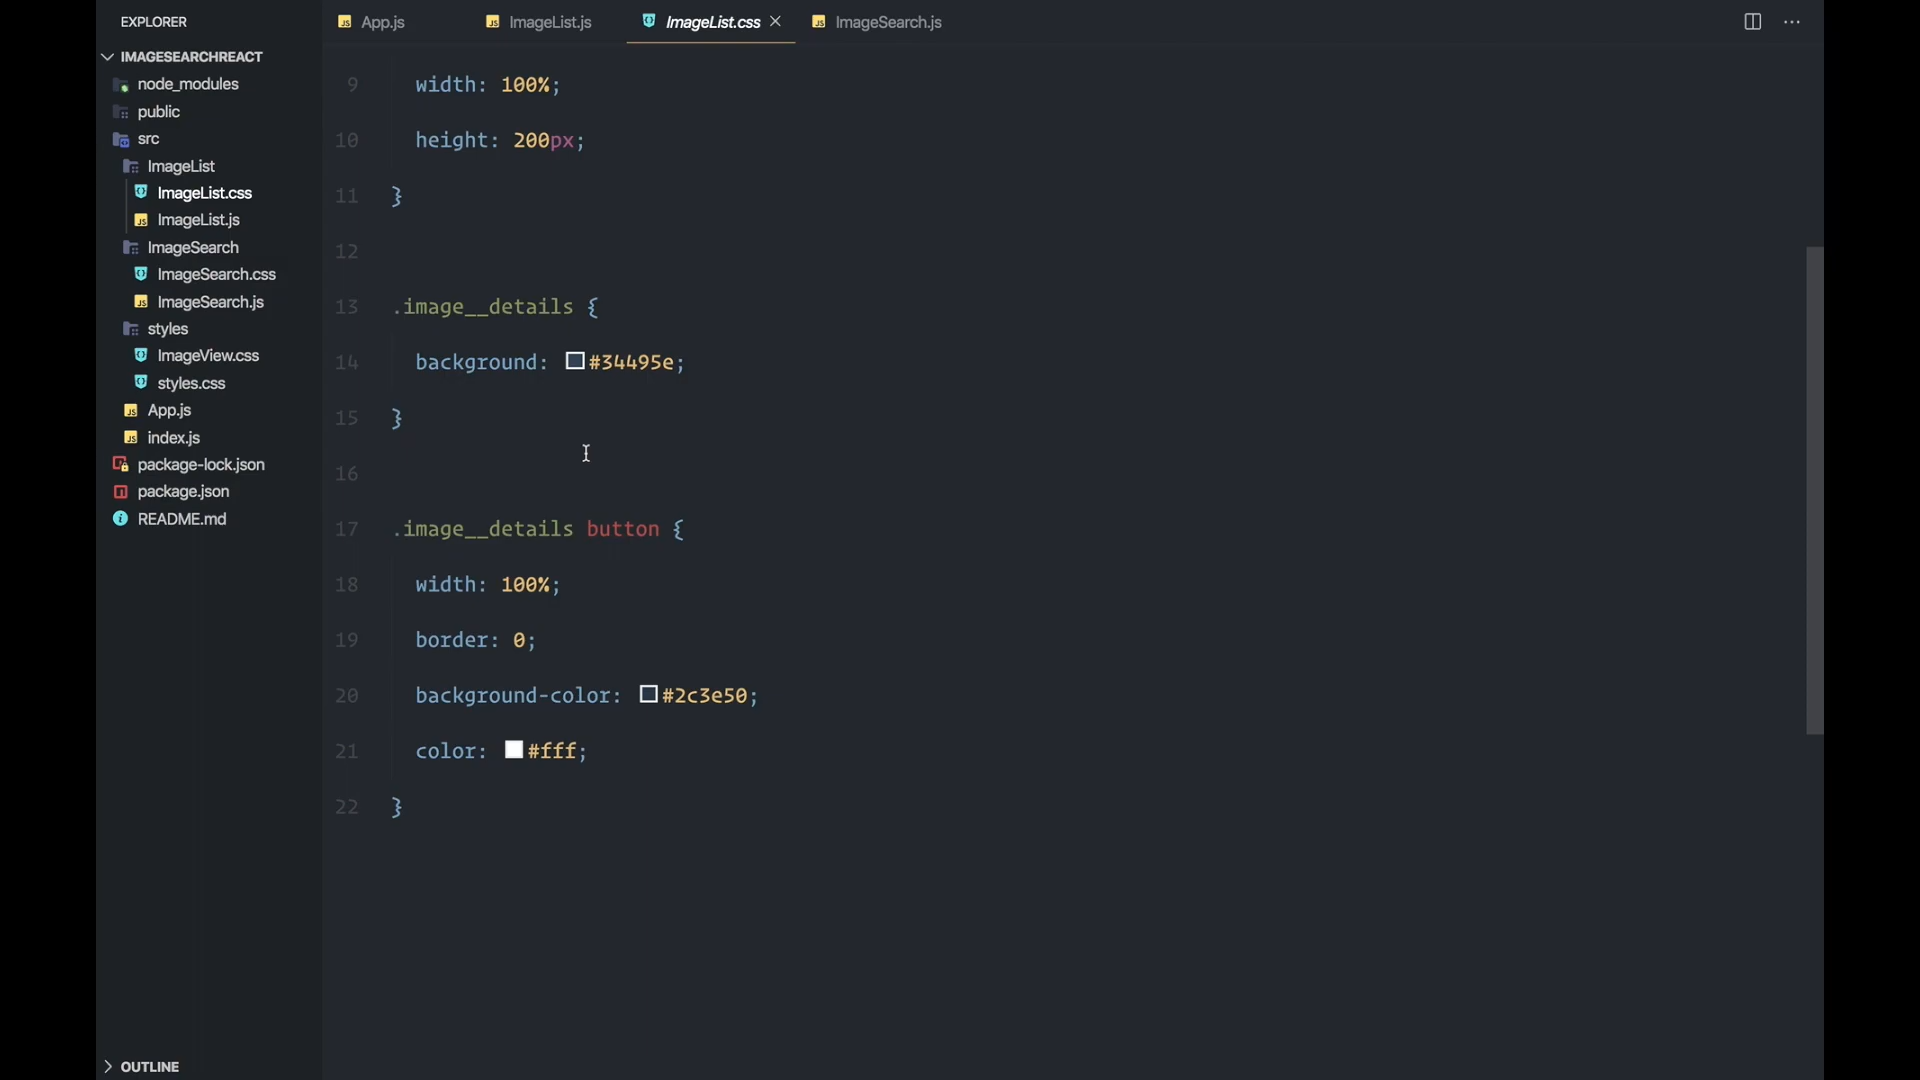 EXPLORER
IMAGESEARCHREACT
node_modules
public
src
ImageList
ImageList.css
ImageList.js
ImageSearch
ImageSearch.css
ImageSearch.js
styles
ImageView.css
styles.css
App.js
index.js
package-lock.json
package.json
README.md
OUTLINE
App.js ImageList.js ImageList.css ImageSearch.js
9 width: 100%;
10 height: 200px;
11 }
12
13 .image__details {
14 background: #34495e;
15 }
16
17 .image__details button {
18 width: 100%;
19 border: 0;
20 background-color: #2c3e50;
21 color: #fff;
22 }